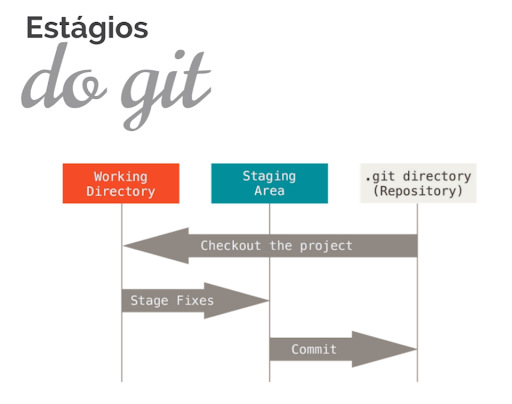 Estágios
do git
Working
Directory
Staging
Area
.git directory
(Repository)
Checkout the project
Stage Fixes
Commit